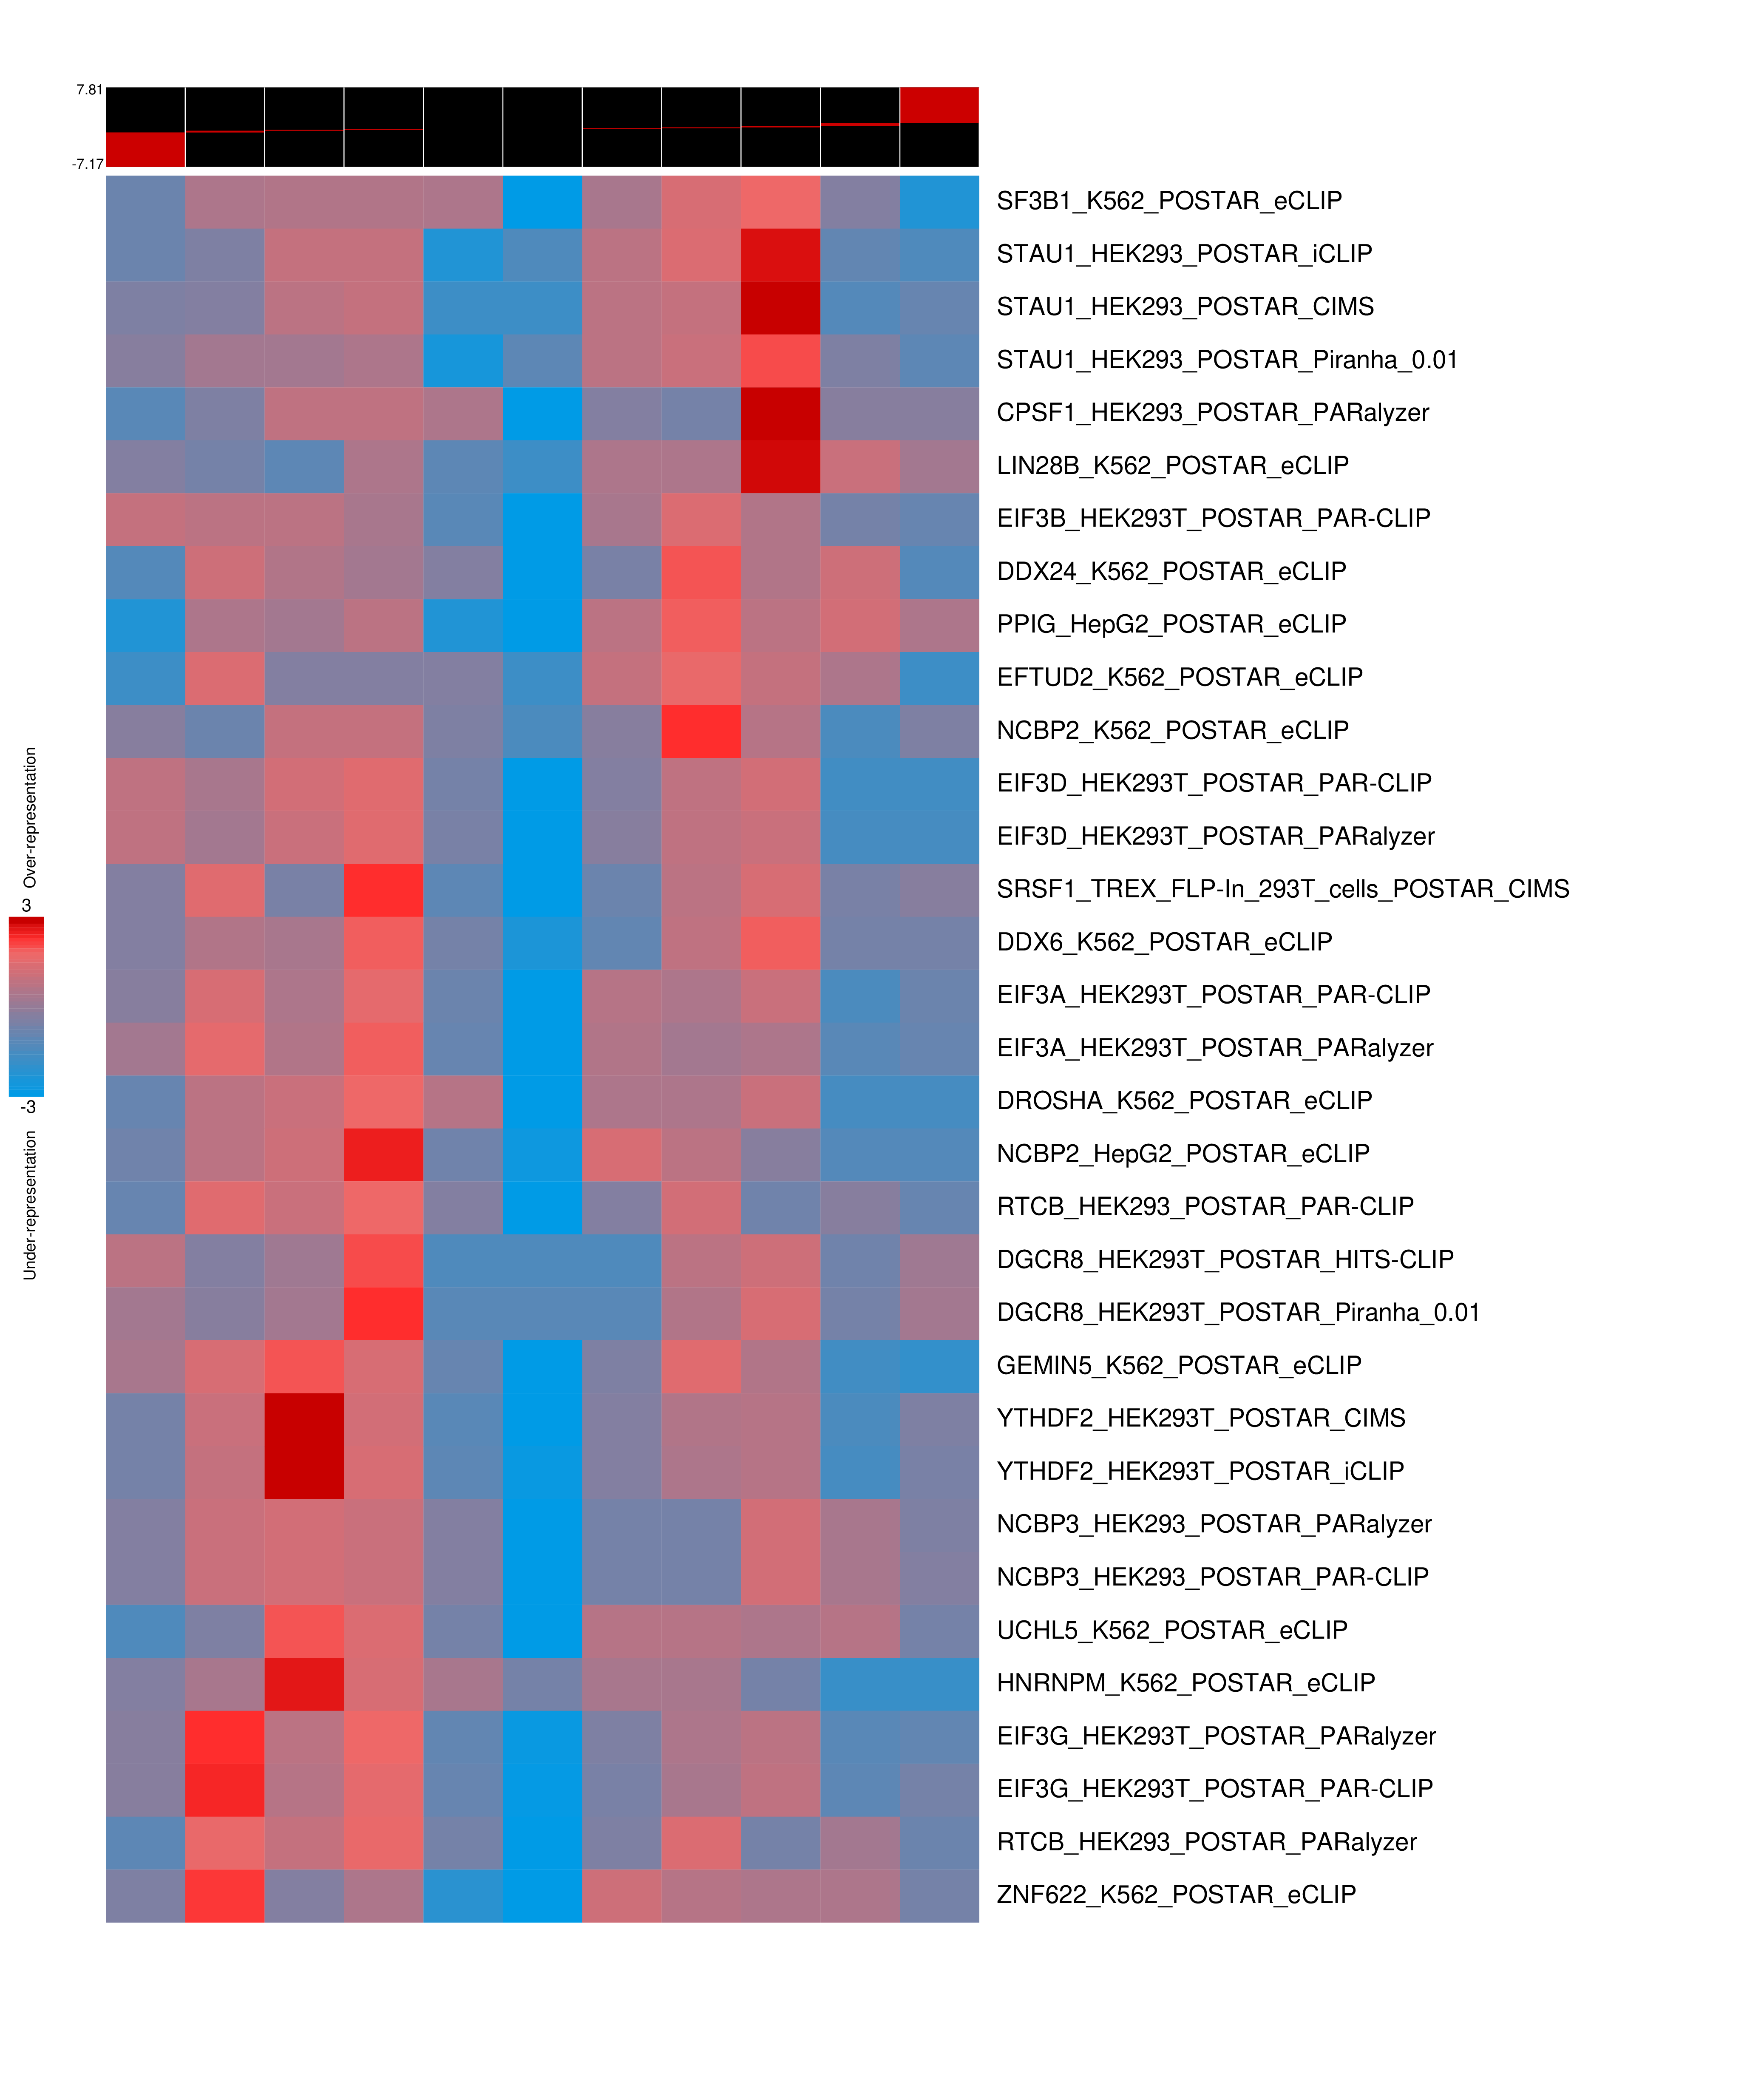 7.81
-7.17
SF3B1_K562_POSTAR_eCLIP
STAU1_HEK293_POSTAR_iCLIP
STAU1_HEK293_POSTAR_CIMS
STAU1_HEK293_POSTAR_Piranha_0.01
CPSF1_HEK293_POSTAR_PARalyzer
LIN28B_K562_POSTAR_eCLIP
EIF3B_HEK293T_POSTAR_PAR-CLIP
DDX24_K562_POSTAR_eCLIP
PPIG_HepG2_POSTAR_eCLIP
EFTUD2_K562_POSTAR_eCLIP
NCBP2_K562_POSTAR_eCLIP
EIF3D_HEK293T_POSTAR_PAR-CLIP
EIF3D_HEK293T_POSTAR_PARalyzer
SRSF1_TREX_FLP-In_293T_cells_POSTAR_CIMS
DDX6_K562_POSTAR_eCLIP
EIF3A_HEK293T_POSTAR_PAR-CLIP
EIF3A_HEK293T_POSTAR_PARalyzer
DROSHA_K562_POSTAR_eCLIP
NCBP2_HepG2_POSTAR_eCLIP
RTCB_HEK293_POSTAR_PAR-CLIP
DGCR8_HEK293T_POSTAR_HITS-CLIP
DGCR8_HEK293T_POSTAR_Piranha_0.01
GEMIN5_K562_POSTAR_eCLIP
YTHDF2_HEK293T_POSTAR_CIMS
YTHDF2_HEK293T_POSTAR_iCLIP
NCBP3_HEK293_POSTAR_PARalyzer
NCBP3_HEK293_POSTAR_PAR-CLIP
UCHL5_K562_POSTAR_eCLIP
HNRNPM_K562_POSTAR_eCLIP
EIF3G_HEK293T_POSTAR_PARalyzer
EIF3G_HEK293T_POSTAR_PAR-CLIP
RTCB_HEK293_POSTAR_PARalyzer
ZNF622_K562_POSTAR_eCLIP
Over-representation
3
-3
Under-representation